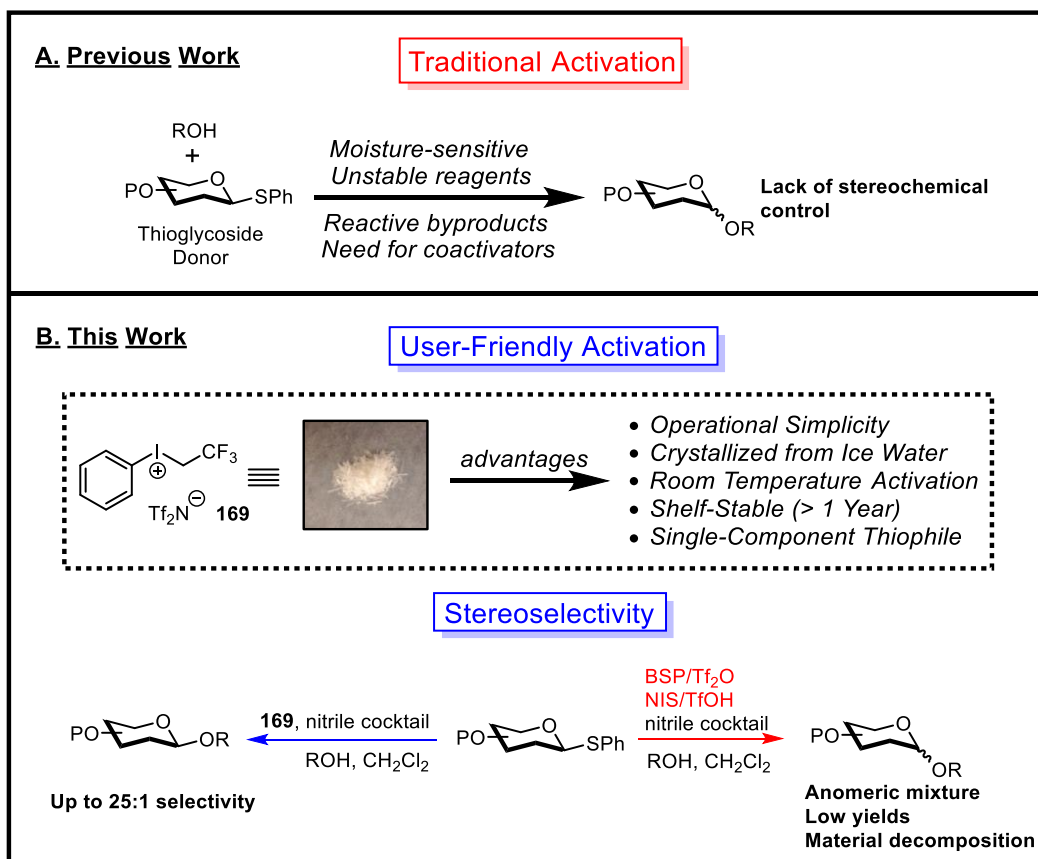 A. Previous Work
Traditional Activation
ROH
+
PO
O
SPh
Thioglycoside
Donor
Moisture-sensitive
Unstable reagents
Reactive byproducts
Need for coactivators
PO
O
OR
Lack of stereochemical
control
B. This Work
User-Friendly Activation
I
+
CF3
Tf2N− 169
advantages
• Operational Simplicity
• Crystallized from Ice Water
• Room Temperature Activation
• Shelf-Stable (> 1 Year)
• Single-Component Thiophile
Stereoselectivity
PO
O
OR
Up to 25:1 selectivity
169, nitrile cocktail
ROH, CH2Cl2
PO
O
SPh
BSP/Tf2O
NIS/TfOH
nitrile cocktail
ROH, CH2Cl2
PO
O
OR
Anomeric mixture
Low yields
Material decomposition